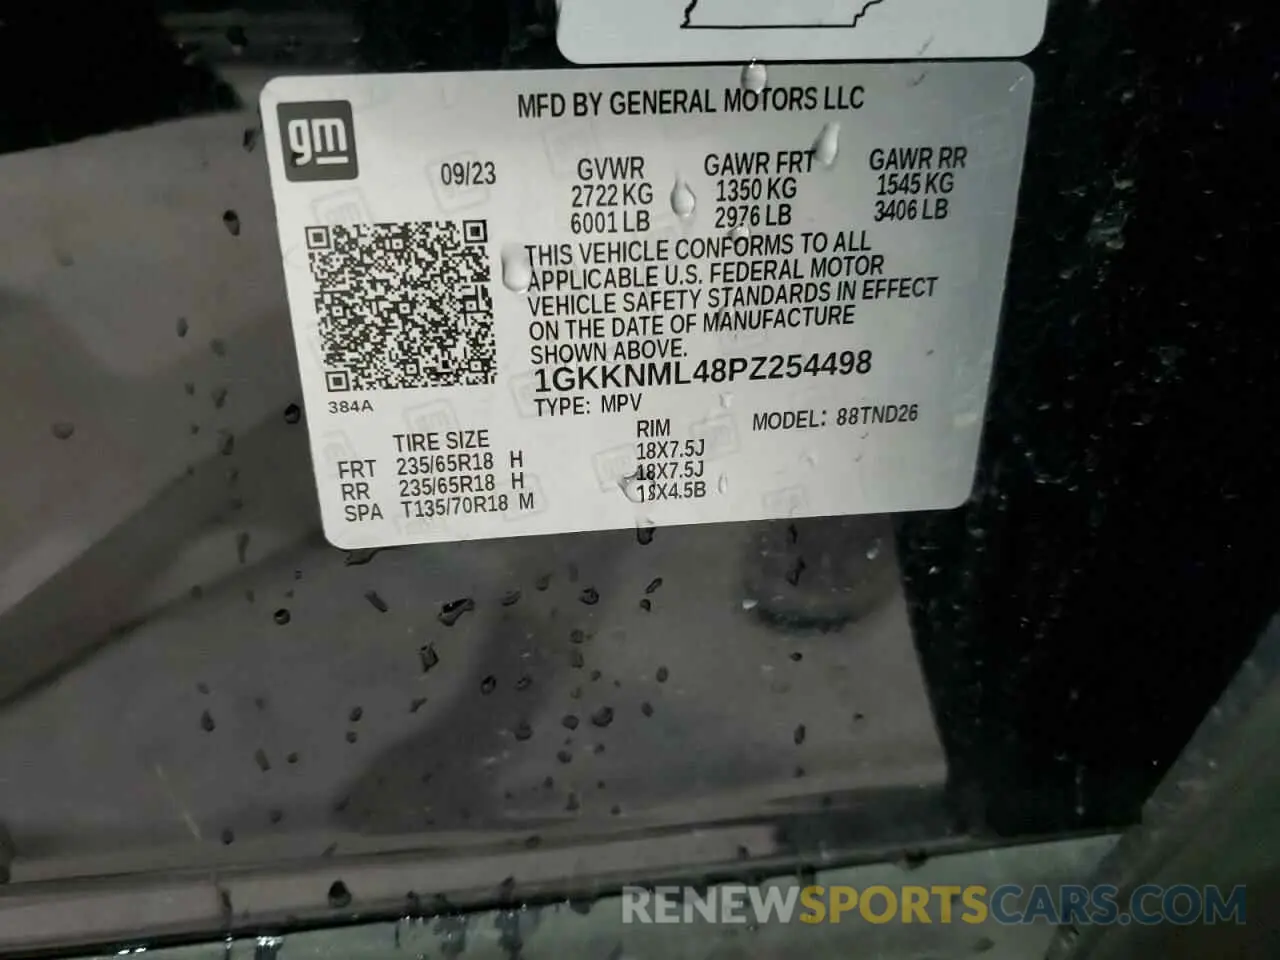 gm
MFD BY GENERAL MOTORS LLC
09/23 GVWR GAWR FRT GAWR RR
2722 KG 1350 KG 1545 KG
6001 LB 2976 LB 3406 LB
THIS VEHICLE CONFORMS TO ALL
APPLICABLE U.S. FEDERAL MOTOR
VEHICLE SAFETY STANDARDS IN EFFECT
ON THE DATE OF MANUFACTURE
SHOWN ABOVE.
1GKKNML48PZ254498
384A
TYPE: MPV MODEL: 88TND26
TIRE SIZE RIM
FRT 235/65R18 H 18X7.5J
RR 235/65R18 H 18X7.5J
SPA T135/70R18 M 18X4.5B
RENEWSPORTSCARS.COM